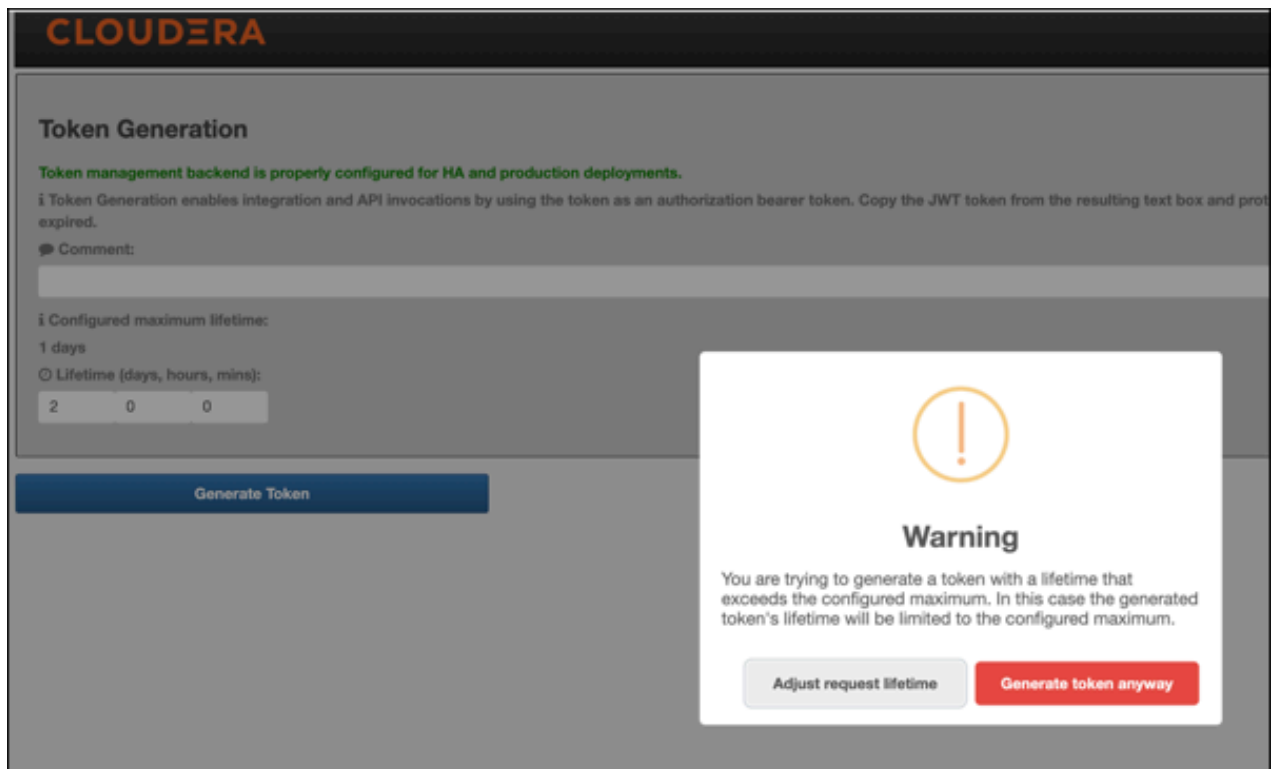 CLOUDERA
Token Generation
Token management backend is properly configured for HA and production deployments.
i Token Generation enables integration and API invocations by using the token as an authorization bearer token. Copy the JWT token from the resulting text box and prot
expired.
Comment:
i Configured maximum lifetime:
1 days
Lifetime (days, hours, mins):
2 0 0
Generate Token
Warning
You are trying to generate a token with a lifetime that
exceeds the configured maximum. In this case the generated
token's lifetime will be limited to the configured maximum.
Adjust request lifetime Generate token anyway